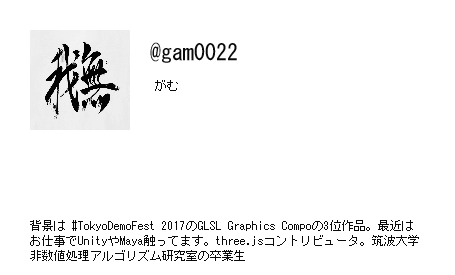 我無
@gam0022
がむ
背景は #TokyoDemoFest 2017のGLSL Graphics Compoの3位作品。最近は
お仕事でUnityやMaya触ってます。three.jsコントリビュータ。筑波大学
非数値処理アルゴリズム研究室の卒業生